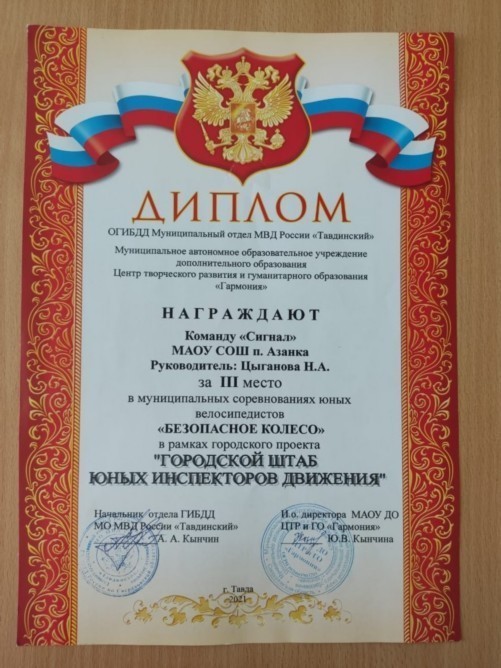 ДИПЛОМ
ОГИБДД Муниципальный отдел МВД России «Тавдинский»
Муниципальное автономное образовательное учреждение
дополнительного образования
Центр творческого развития и гуманитарного образования
«Гармония»
НАГРАЖДАЮТ
Команду «Сигнал»
МАОУ СОШ п. Азанка
Руководитель: Цыганова Н.А.
за III место
в муниципальных соревнованиях юных
велосипедистов
«БЕЗОПАСНОЕ КОЛЕСО»
в рамках городского проекта
"ГОРОДСКОЙ ШТАБ
ЮНЫХ ИНСПЕКТОРОВ ДВИЖЕНИЯ"
Начальник отдела ГИБДД
МО МВД России «Тавдинский»
А. А. Кынчин
И.о. директора МАОУ ДО
ЦТР и ГО «Гармония»
Ю.В. Кынчина
г. Тавда
2021